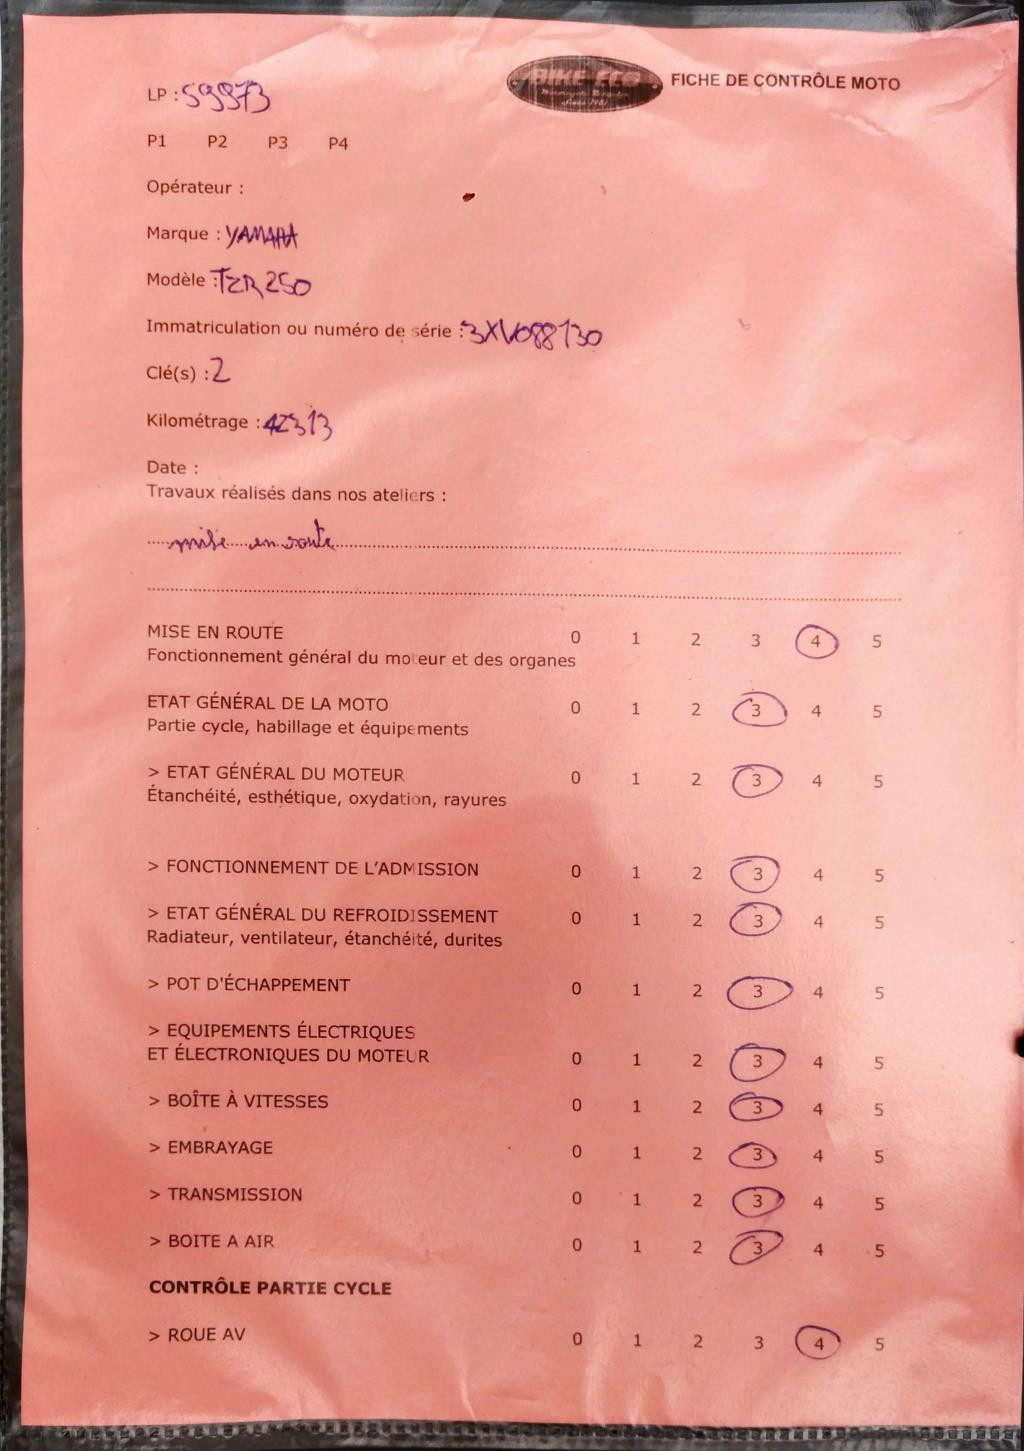 BIKE ECO
FICHE DE CONTRÔLE MOTO
LP : 59973
P1 P2 P3 P4
Opérateur :
Marque : YAMAHA
Modèle : TZR 250
Immatriculation ou numéro de série : 3XV088130
Clé(s) : 2
Kilométrage : 42313
Date :
Travaux réalisés dans nos ateliers :
mise en route
MISE EN ROUTE 0 1 2 3 4 5
Fonctionnement général du moteur et des organes
ETAT GÉNÉRAL DE LA MOTO 0 1 2 3 4 5
Partie cycle, habillage et équipements
> ETAT GÉNÉRAL DU MOTEUR 0 1 2 3 4 5
Étanchéité, esthétique, oxydation, rayures
> FONCTIONNEMENT DE L'ADMISSION 0 1 2 3 4 5
> ETAT GÉNÉRAL DU REFROIDISSEMENT 0 1 2 3 4 5
Radiateur, ventilateur, étanchéité, durites
> POT D'ÉCHAPPEMENT 0 1 2 3 4 5
> EQUIPEMENTS ÉLECTRIQUES
ET ÉLECTRONIQUES DU MOTEUR 0 1 2 3 4 5
> BOÎTE À VITESSES 0 1 2 3 4 5
> EMBRAYAGE 0 1 2 3 4 5
> TRANSMISSION 0 1 2 3 4 5
> BOITE A AIR 0 1 2 3 4 5
CONTRÔLE PARTIE CYCLE
> ROUE AV 0 1 2 3 4 5